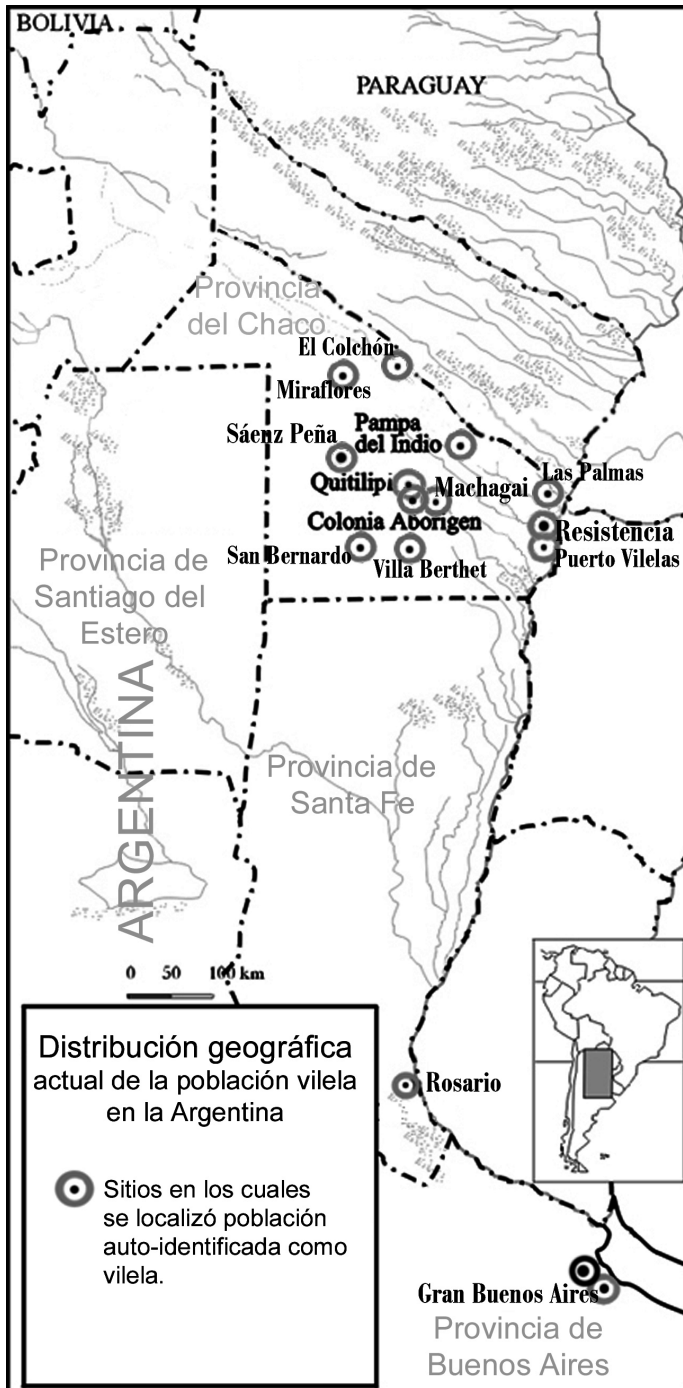 BOLIVIA
PARAGUAY
Provincia
del Chaco
El Colchón
Miraflores
Pampa
del Indio
Sáenz Peña
Las Palmas
Quitilipi
Machagai
Colonia Aborigen
Resistencia
San Bernardo
Villa Berthet
Puerto Vilelas
Provincia de
Santiago del
Estero
ARGENTINA
Provincia de
Santa Fe
0 50 100 km
Distribución geográfica
actual de la población vilela
en la Argentina
Sitios en los cuales
se localizó población
auto-identificada como
vilela.
Rosario
Gran Buenos Aires
Provincia de
Buenos Aires